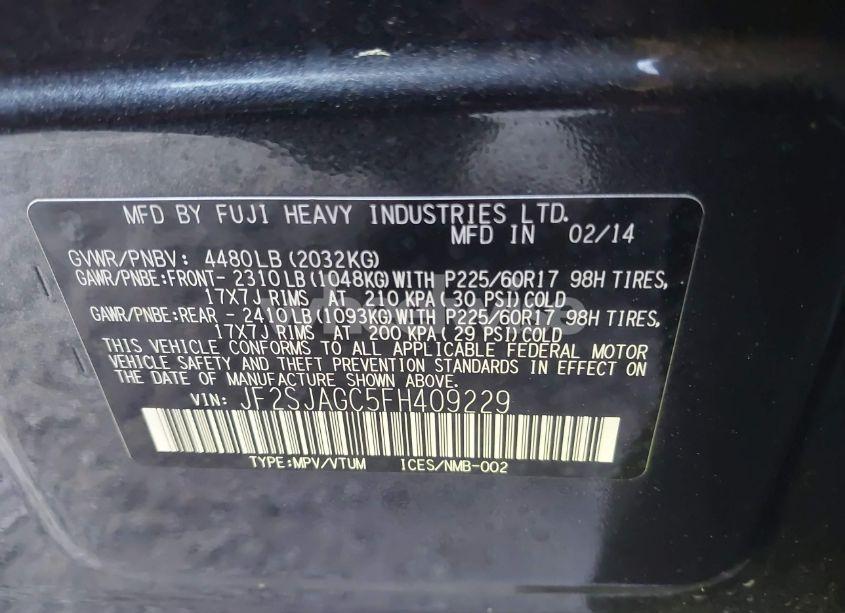 MFD BY FUJI HEAVY INDUSTRIES LTD.
MFD IN 02/14
GVWR/PNBV: 4480LB (2032KG)
GAWR/PNBE:FRONT- 2310LB (1048KG) WITH P225/60R17 98H TIRES,
17X7J RIMS AT 210 KPA (30 PSI) COLD
GAWR/PNBE:REAR - 2410LB (1093KG) WITH P225/60R17 98H TIRES,
17X7J RIMS AT 200 KPA (29 PSI) COLD
THIS VEHICLE CONFORMS TO ALL APPLICABLE FEDERAL MOTOR
VEHICLE SAFETY AND THEFT PREVENTION STANDARDS IN EFFECT ON
THE DATE OF MANUFACTURE SHOWN ABOVE.
VIN: JF2SJAGC5FH409229
TYPE:MPV/VTUM ICES/NMB-002